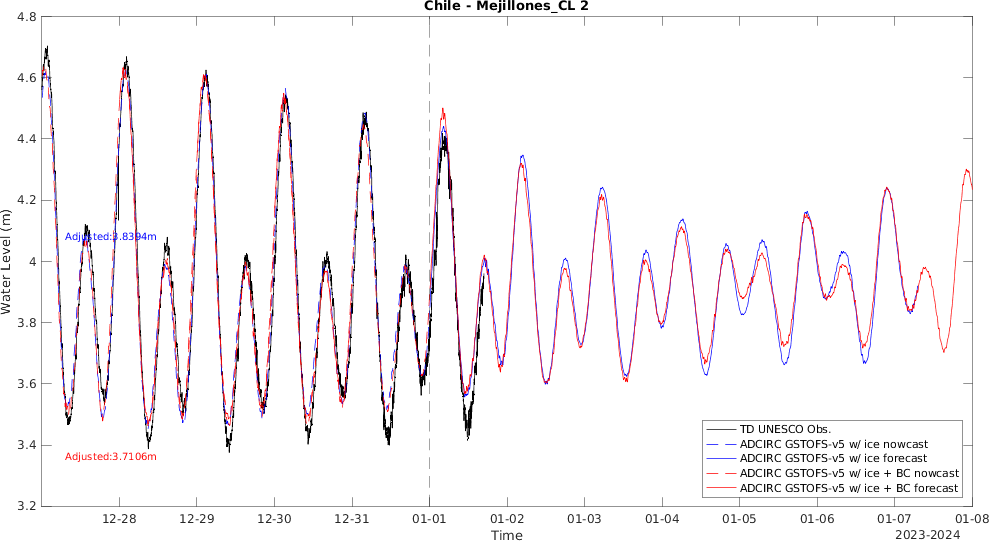 Chile - Mejillones_CL 2
Water Level (m)
4.8
4.6
4.4
4.2
4
3.8
3.6
3.4
3.2
Adjusted:3.8394m
Adjusted:3.7106m
TD UNESCO Obs.
ADCIRC GSTOFS-v5 w/ ice nowcast
ADCIRC GSTOFS-v5 w/ ice forecast
ADCIRC GSTOFS-v5 w/ ice + BC nowcast
ADCIRC GSTOFS-v5 w/ ice + BC forecast
12-28 12-29 12-30 12-31 01-01 01-02 01-03 01-04 01-05 01-06 01-07 01-08
Time
2023-2024